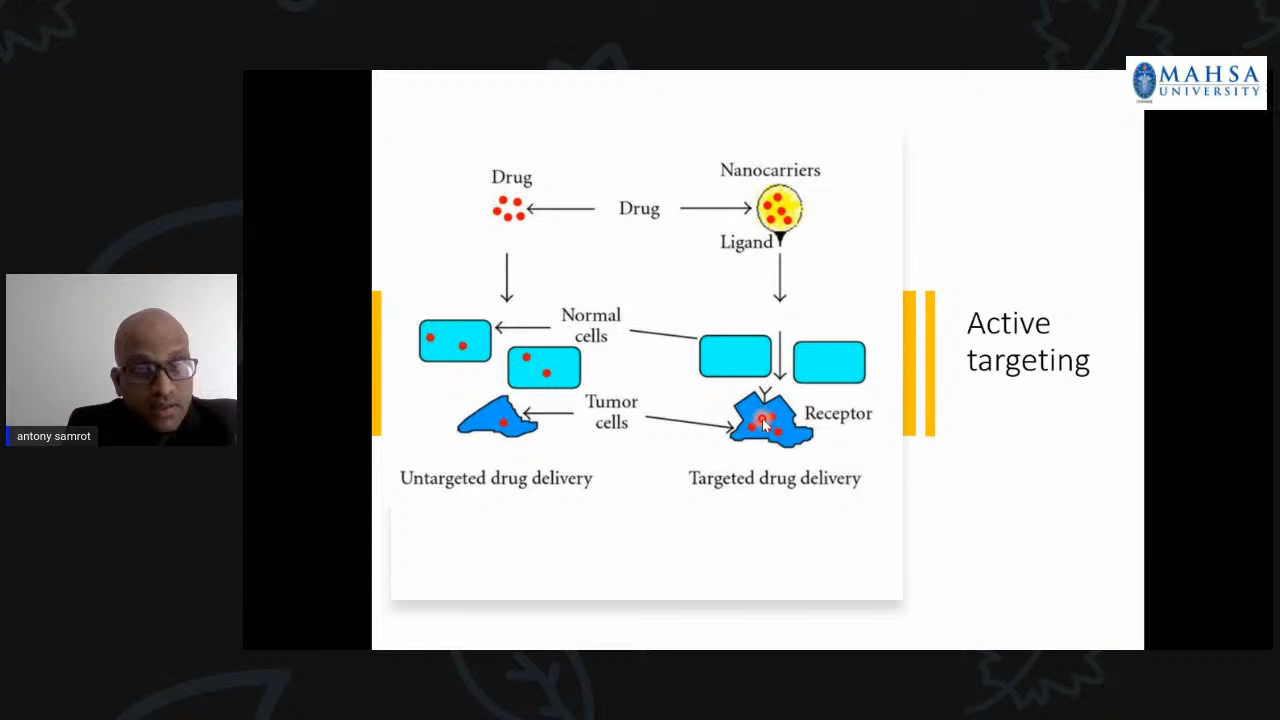 MAHSA
UNIVERSITY
Drug
Drug
Nanocarriers
Ligand
Normal
cells
Tumor
cells
Receptor
Untargeted drug delivery
Targeted drug delivery
Active
targeting
antony samrot